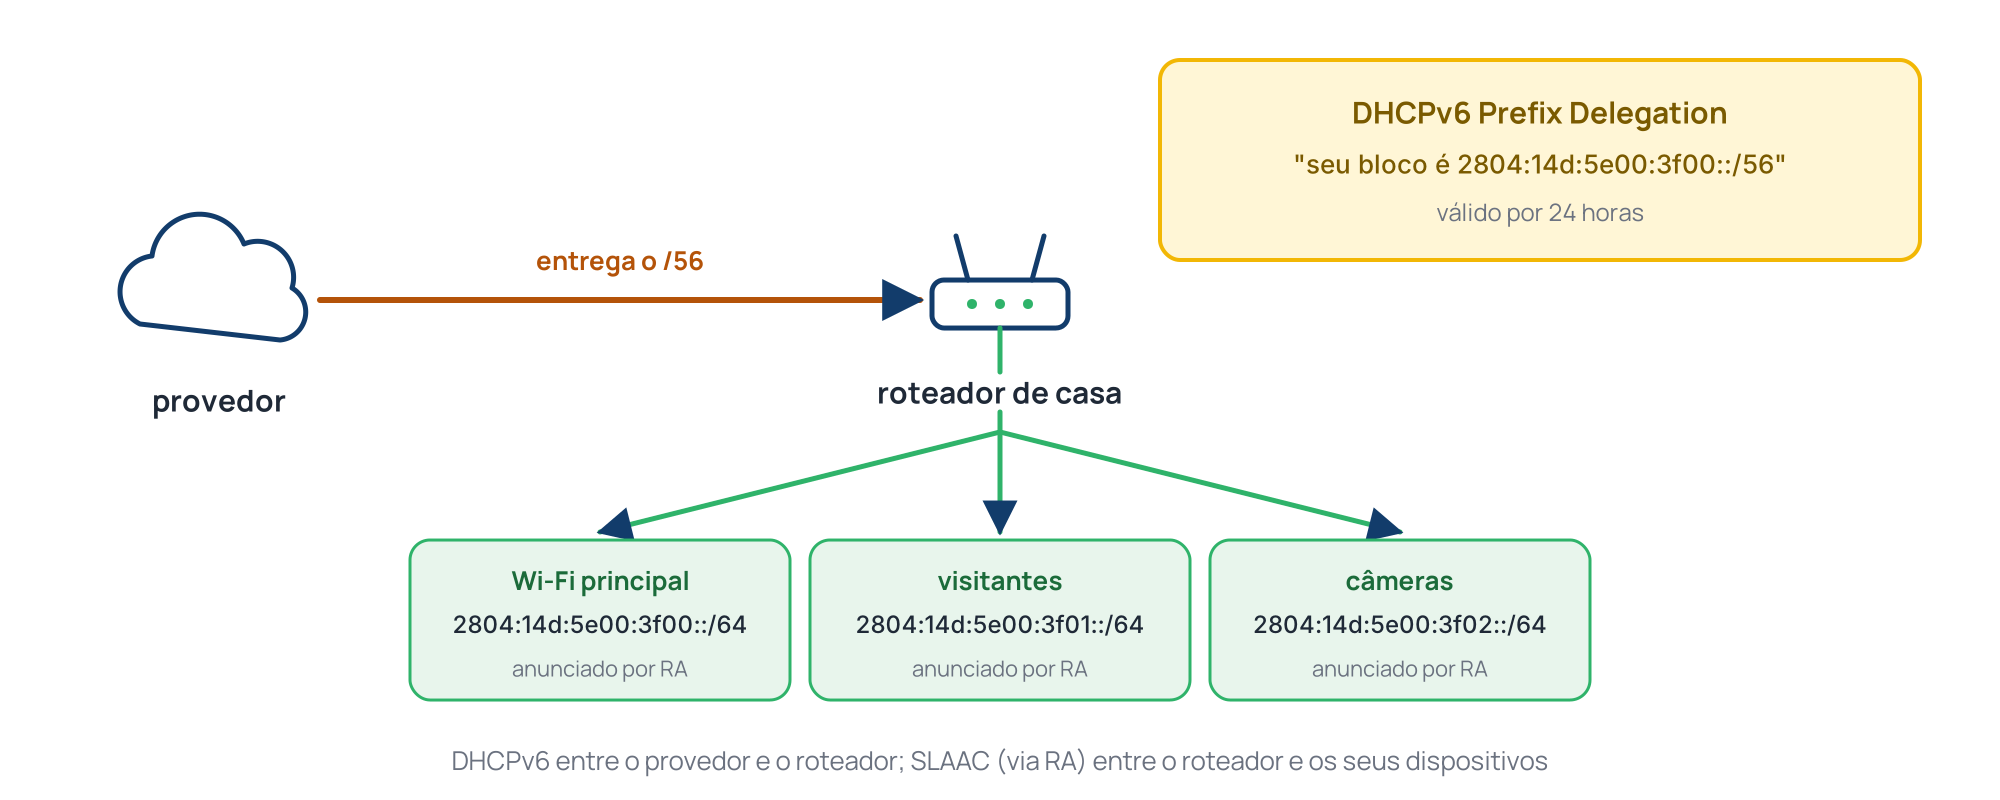 DHCPv6 Prefix Delegation
"seu bloco é 2804:14d:5e00:3f00::/56"
válido por 24 horas
entrega o /56
provedor
roteador de casa
Wi-Fi principal
2804:14d:5e00:3f00::/64
anunciado por RA
visitantes
2804:14d:5e00:3f01::/64
anunciado por RA
câmeras
2804:14d:5e00:3f02::/64
anunciado por RA
DHCPv6 entre o provedor e o roteador; SLAAC (via RA) entre o roteador e os seus dispositivos